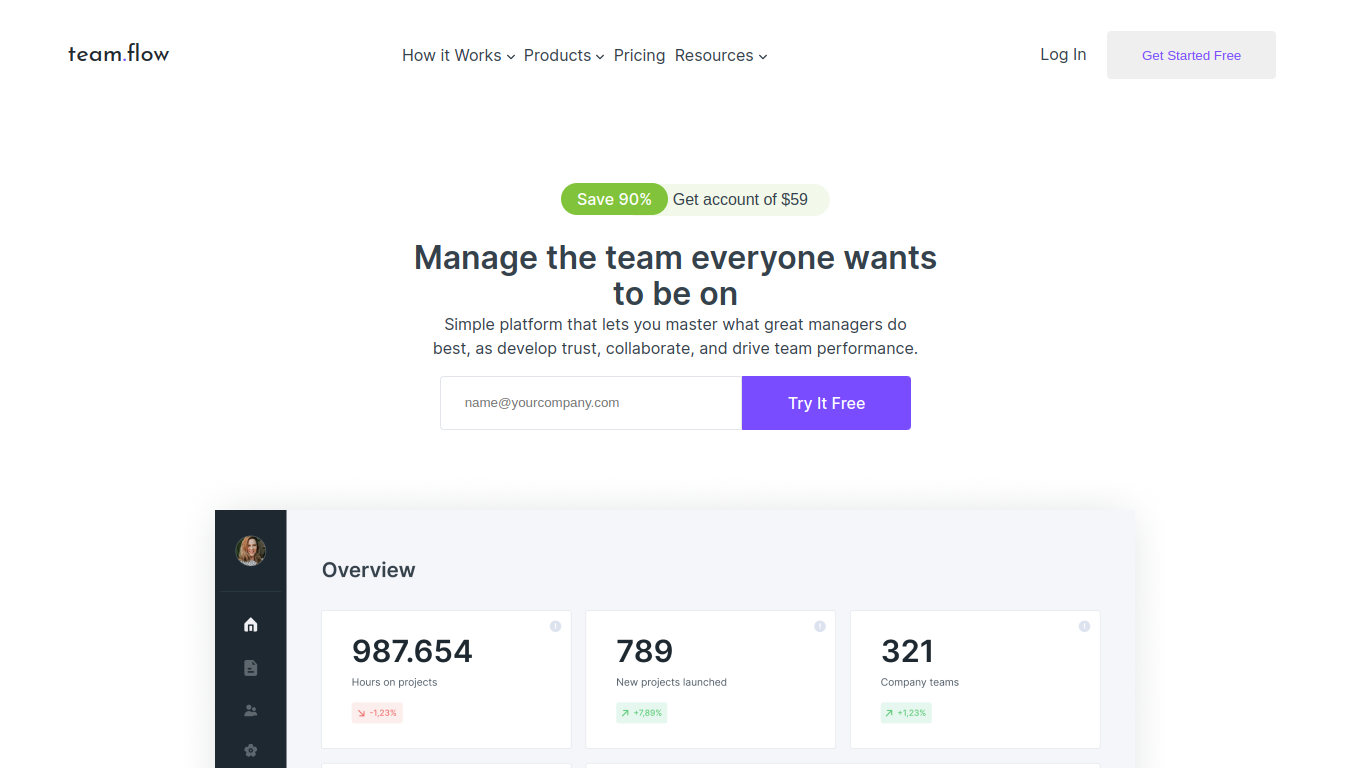 team.flow
How it Works Products Pricing Resources
Log In
Get Started Free
Save 90% Get account of $59
Manage the team everyone wants
to be on
Simple platform that lets you master what great managers do
best, as develop trust, collaborate, and drive team performance.
name@yourcompany.com
Try It Free
Overview
987.654
Hours on projects
-1,23%
789
New projects launched
+7,89%
321
Company teams
+1,23%